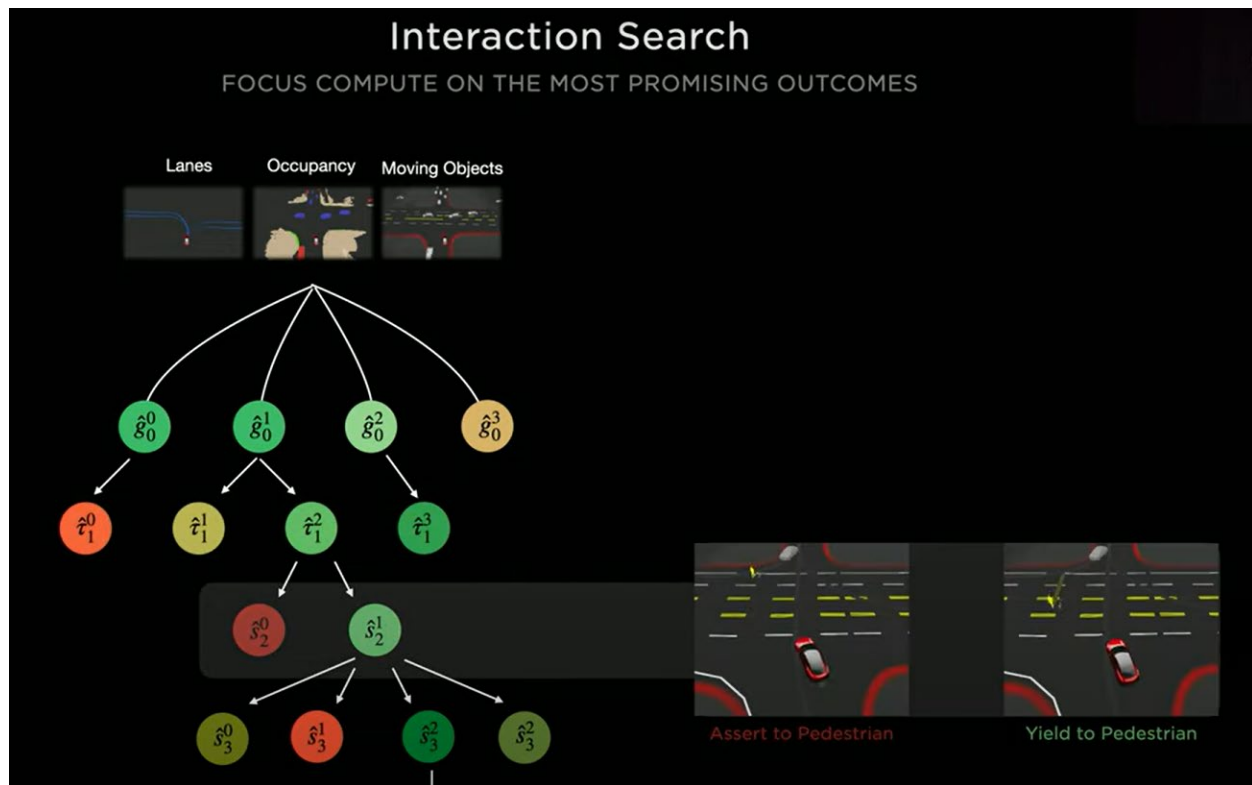 Interaction Search
FOCUS COMPUTE ON THE MOST PROMISING OUTCOMES
Lanes Occupancy Moving Objects
ĝ⁰₀ ĝ¹₀ ĝ²₀ ĝ³₀
τ̂⁰₁ τ̂¹₁ τ̂²₁ τ̂³₁
ŝ⁰₂ ŝ¹₂
ŝ⁰₃ ŝ¹₃ ŝ²₃ ŝ²₃
Assert to Pedestrian Yield to Pedestrian